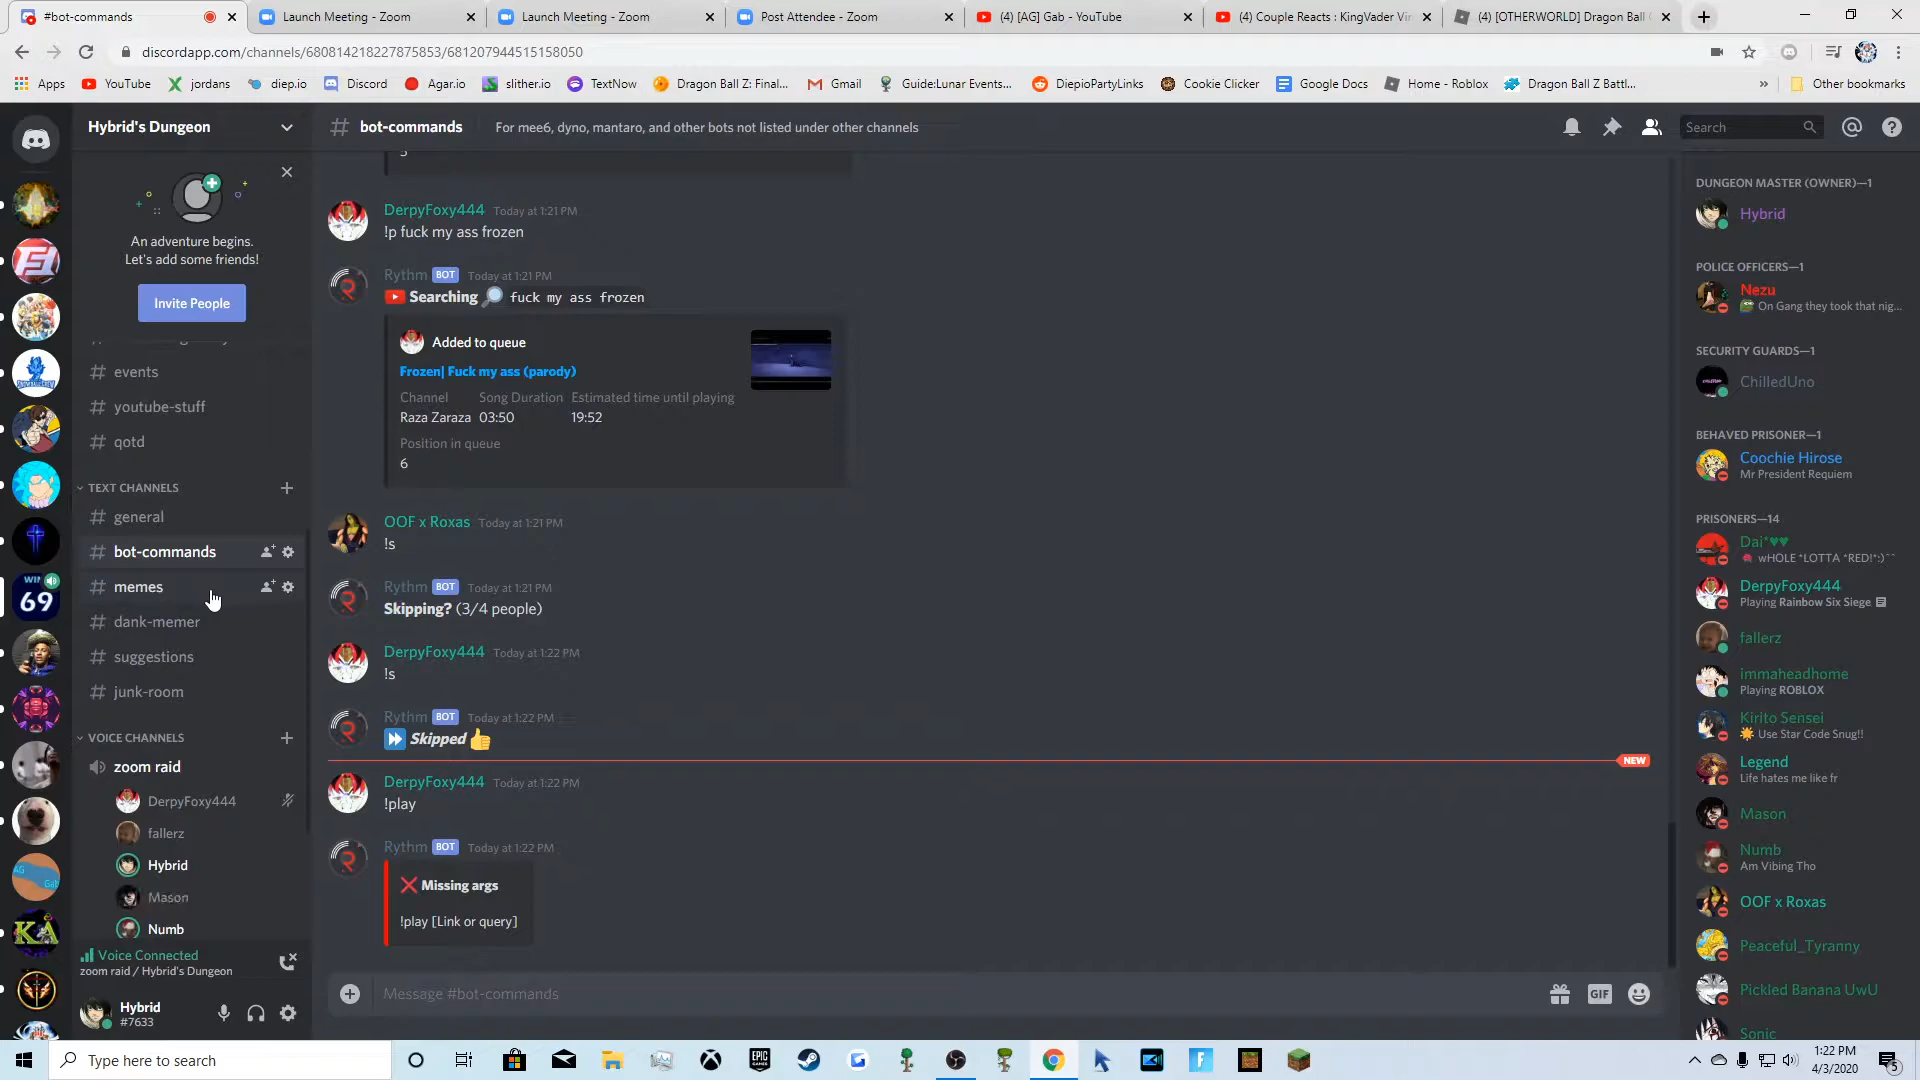 #bot-commands
Launch Meeting - Zoom
Launch Meeting - Zoom
Post Attendee - Zoom
(4) [AG] Gab - YouTube
(4) Couple Reacts : KingVader Vir
(4) [OTHERWORLD] Dragon Ball
discordapp.com/channels/680814218227875853/681207944515158050
Apps
YouTube
jordans
diep.io
Discord
Agar.io
slither.io
TextNow
Dragon Ball Z: Final...
Gmail
Guide:Lunar Events...
DiepioPartyLinks
Cookie Clicker
Google Docs
Home - Roblox
Dragon Ball Z Battl...
» Other bookmarks
Hybrid's Dungeon
# bot-commands
For mee6, dyno, mantaro, and other bots not listed under other channels
Search
An adventure begins.
Let's add some friends!
Invite People
# events
# youtube-stuff
# qotd
TEXT CHANNELS
# general
# bot-commands
# memes
# dank-memer
# suggestions
# junk-room
VOICE CHANNELS
zoom raid
DerpyFoxy444
fallerz
Hybrid
Mason
Numb
Voice Connected
zoom raid / Hybrid's Dungeon
Hybrid
#7633
WIN
69
AG
Gab
KA
5
DerpyFoxy444 Today at 1:21 PM
!p fuck my ass frozen
Rythm BOT Today at 1:21 PM
Searching fuck my ass frozen
Added to queue
Frozen| Fuck my ass (parody)
Channel Song Duration Estimated time until playing
Raza Zaraza 03:50 19:52
Position in queue
6
OOF x Roxas Today at 1:21 PM
!s
Rythm BOT Today at 1:21 PM
Skipping? (3/4 people)
DerpyFoxy444 Today at 1:22 PM
!s
Rythm BOT Today at 1:22 PM
Skipped
NEW
DerpyFoxy444 Today at 1:22 PM
!play
Rythm BOT Today at 1:22 PM
Missing args
!play [Link or query]
Message #bot-commands
GIF
DUNGEON MASTER (OWNER)—1
Hybrid
POLICE OFFICERS—1
Nezu
On Gang they took that nig...
SECURITY GUARDS—1
ChilledUno
BEHAVED PRISONER—1
Coochie Hirose
Mr President Requiem
PRISONERS—14
Dai*♥♥
wHOLE *LOTTA *RED!*:)ˆˆ
DerpyFoxy444
Playing Rainbow Six Siege
fallerz
immaheadhome
Playing ROBLOX
Kirito Sensei
Use Star Code Snug!!
Legend
Life hates me like fr
Mason
Numb
Am Vibing Tho
OOF x Roxas
Peaceful_Tyranny
Pickled Banana UwU
Sonic
Type here to search
EPIC
GAMES
1:22 PM
4/3/2020
5